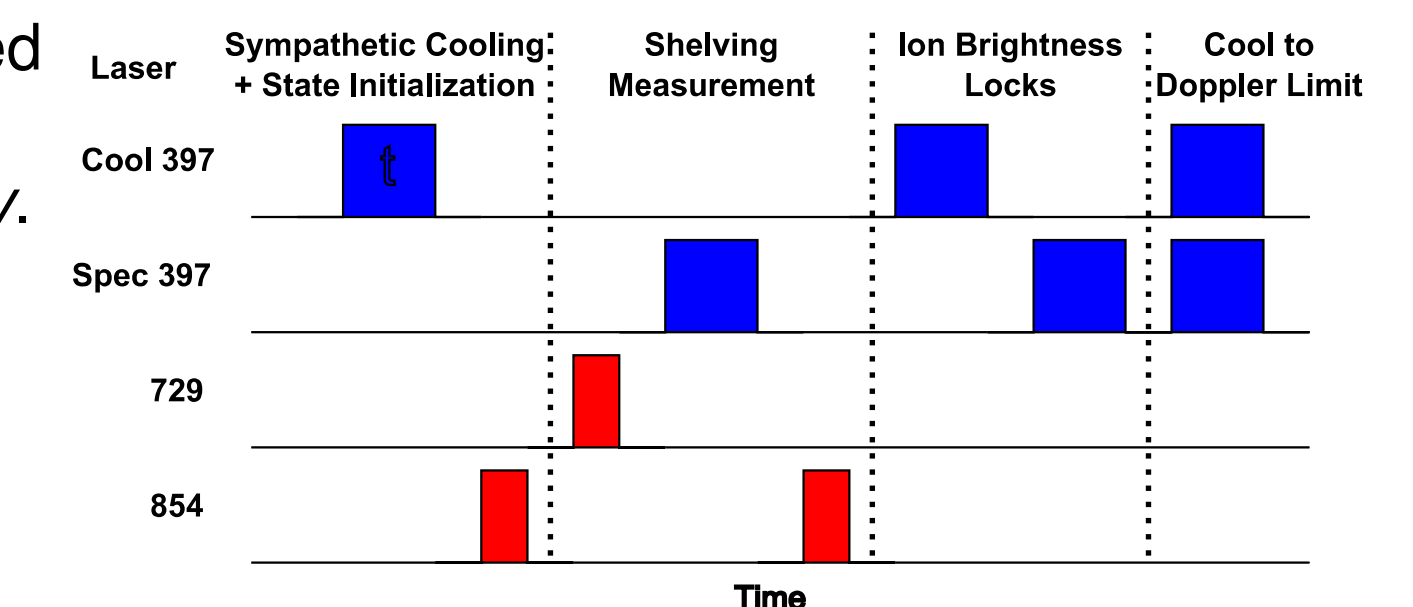 ed
y.
Laser
Sympathetic Cooling
+ State Initialization
Shelving
Measurement
Ion Brightness
Locks
Cool to
Doppler Limit
Cool 397
t
Spec 397
729
854
Time